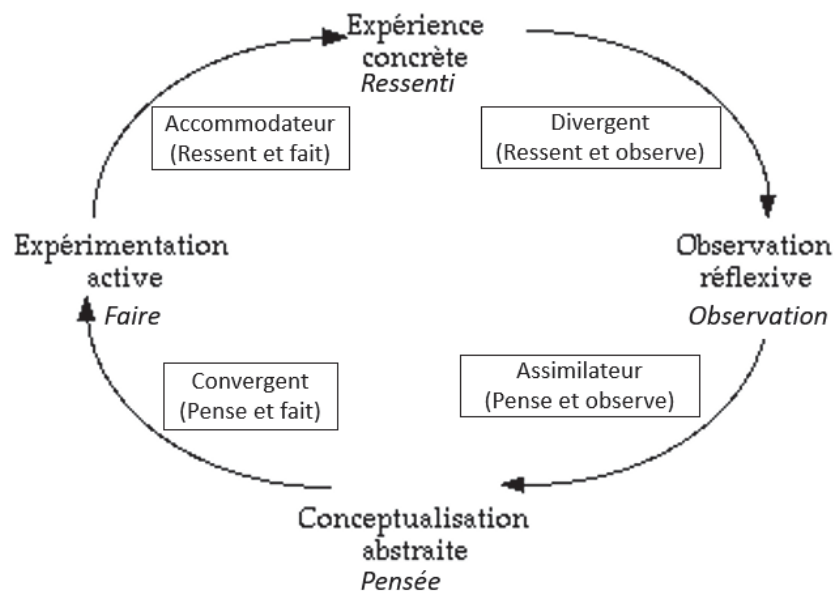 Expérience
concrète
Ressenti
Accommodateur
(Ressent et fait)
Divergent
(Ressent et observe)
Expérimentation
active
Faire
Observation
réflexive
Observation
Convergent
(Pense et fait)
Assimilateur
(Pense et observe)
Conceptualisation
abstraite
Pensée